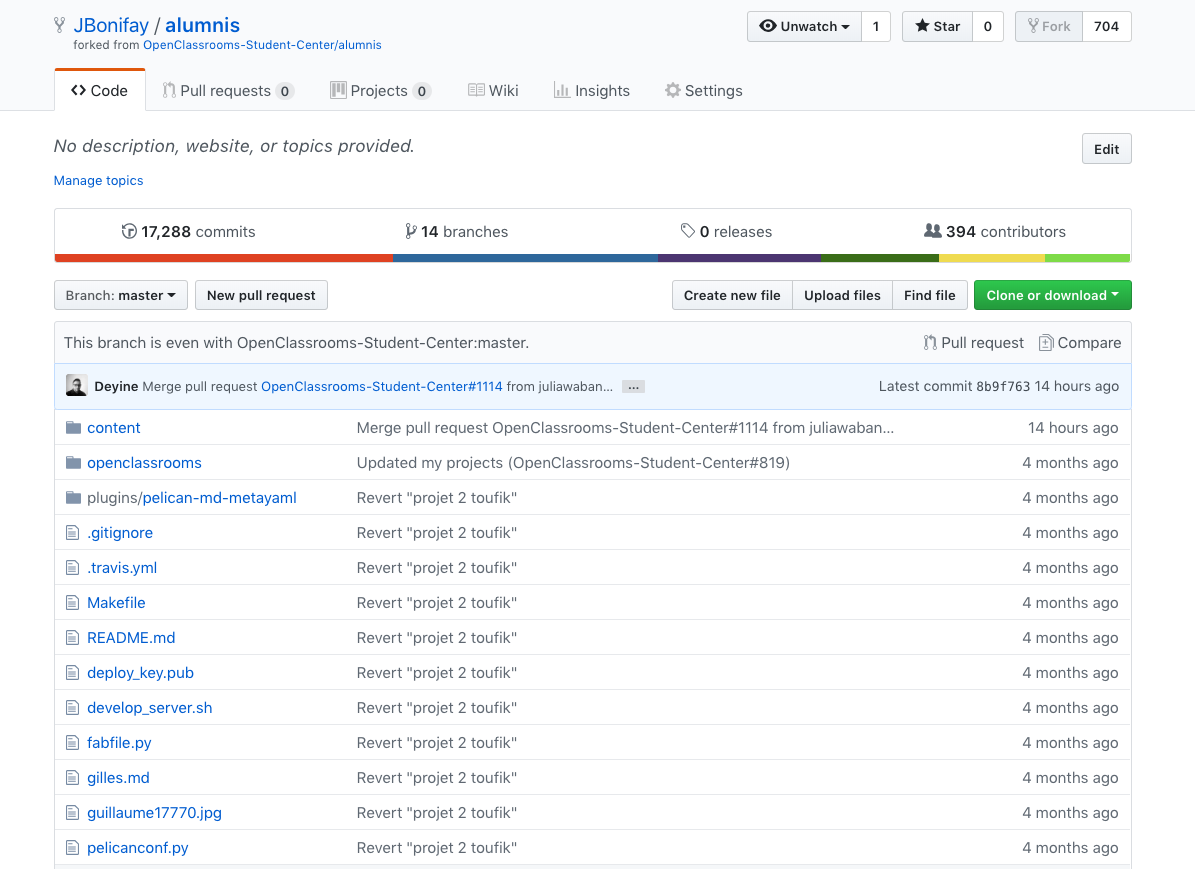 JBonifay / alumnis
Unwatch 1 Star 0 Fork 704
forked from OpenClassrooms-Student-Center/alumnis
Code Pull requests 0 Projects 0 Wiki Insights Settings
No description, website, or topics provided.
Edit
Manage topics
17,288 commits 14 branches 0 releases 394 contributors
Branch: master New pull request Create new file Upload files Find file Clone or download
This branch is even with OpenClassrooms-Student-Center:master. Pull request Compare
Deyine Merge pull request OpenClassrooms-Student-Center#1114 from juliawaban... ... Latest commit 8b9f763 14 hours ago
content Merge pull request OpenClassrooms-Student-Center#1114 from juliawaban... 14 hours ago
openclassrooms Updated my projects (OpenClassrooms-Student-Center#819) 4 months ago
plugins/pelican-md-metayaml Revert "projet 2 toufik" 4 months ago
.gitignore Revert "projet 2 toufik" 4 months ago
.travis.yml Revert "projet 2 toufik" 4 months ago
Makefile Revert "projet 2 toufik" 4 months ago
README.md Revert "projet 2 toufik" 4 months ago
deploy_key.pub Revert "projet 2 toufik" 4 months ago
develop_server.sh Revert "projet 2 toufik" 4 months ago
fabfile.py Revert "projet 2 toufik" 4 months ago
gilles.md Revert "projet 2 toufik" 4 months ago
guillaume17770.jpg Revert "projet 2 toufik" 4 months ago
pelicanconf.py Revert "projet 2 toufik" 4 months ago